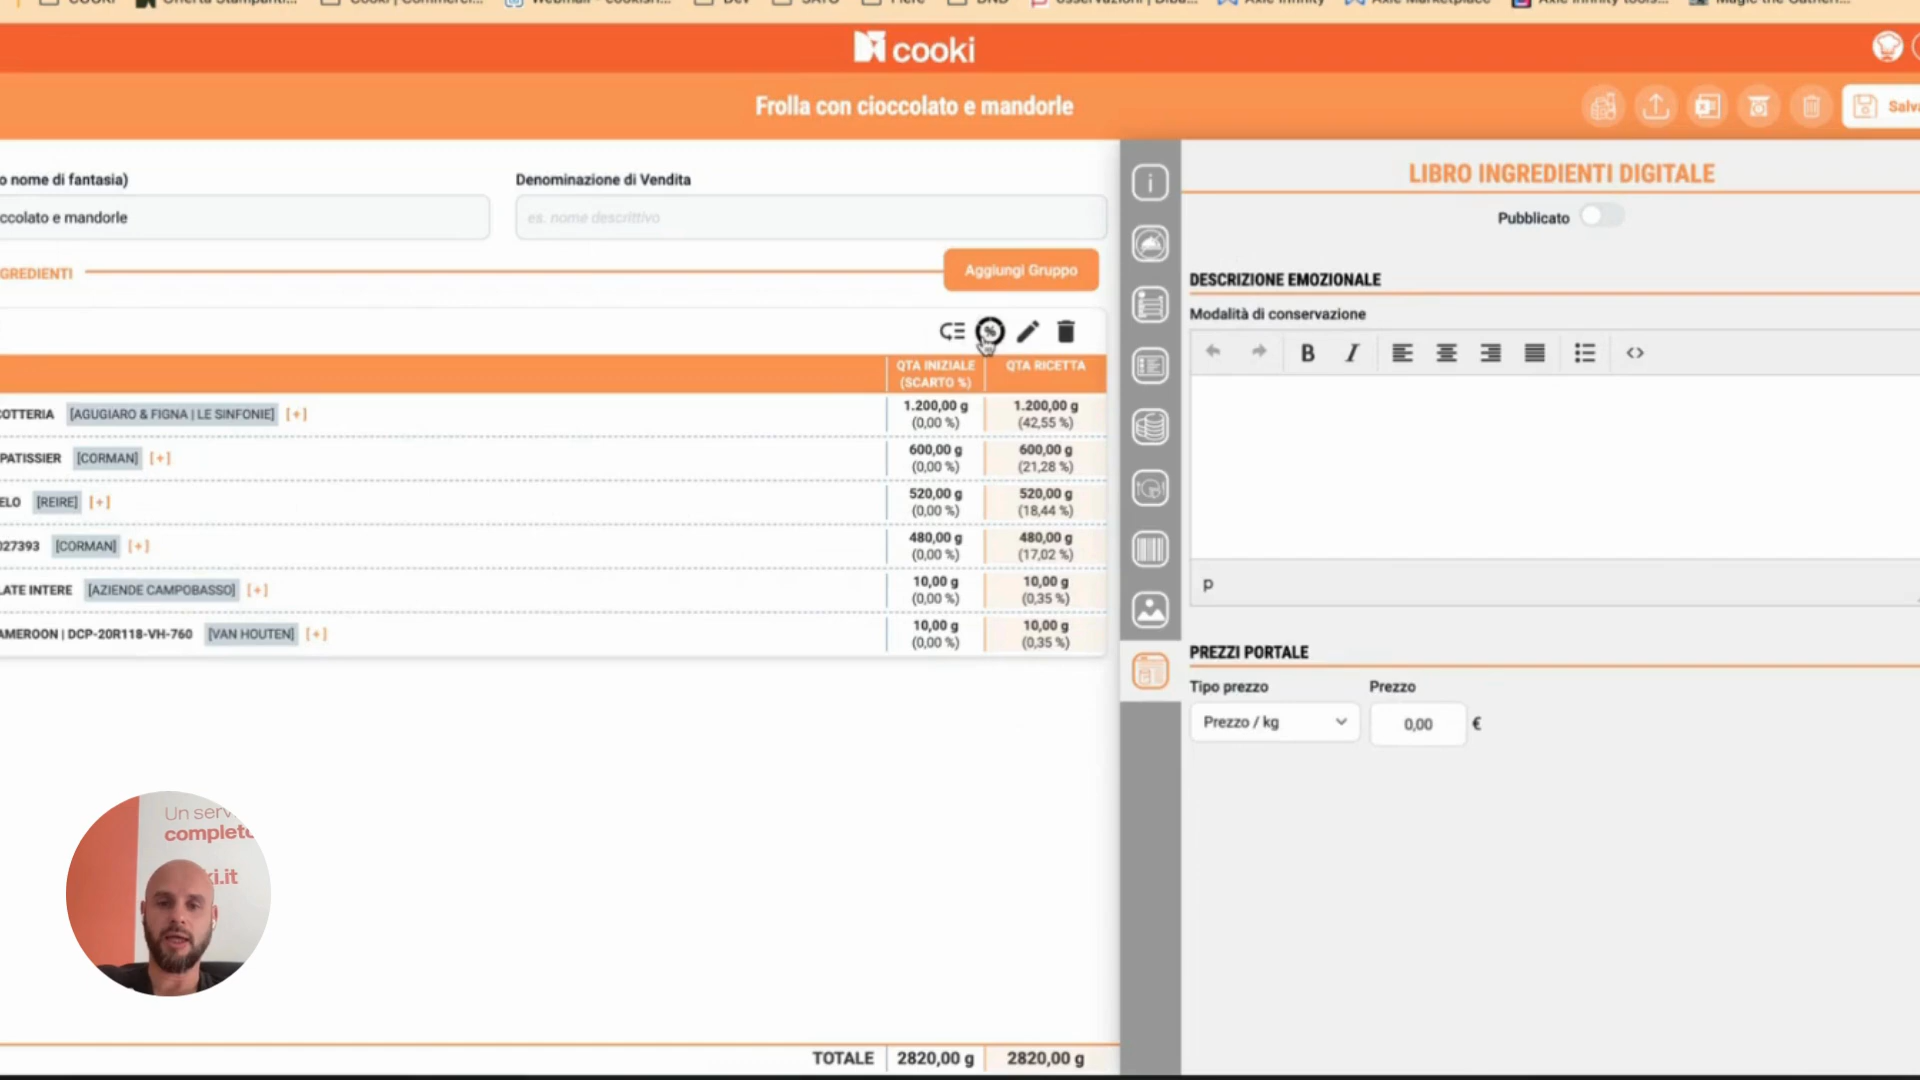 COOKI
cooki
Frolla con cioccolato e mandorle
Salva
o nome di fantasia)
Denominazione di Vendita
ccolato e mandorle
es. nome descrittivo
GREDIENTI
Aggiungi Gruppo
%
QTA INIZIALE
(SCARTO %)
QTA RICETTA
OTTERIA [AGUGIARO & FIGNA | LE SINFONIE] [+]
1.200,00 g
(0,00 %)
1.200,00 g
(42,55 %)
PATISSIER [CORMAN] [+]
600,00 g
(0,00 %)
600,00 g
(21,28 %)
ELO [REIRE] [+]
520,00 g
(0,00 %)
520,00 g
(18,44 %)
027393 [CORMAN] [+]
480,00 g
(0,00 %)
480,00 g
(17,02 %)
LATE INTERE [AZIENDE CAMPOBASSO] [+]
10,00 g
(0,00 %)
10,00 g
(0,35 %)
AMEROON | DCP-20R118-VH-760 [VAN HOUTEN] [+]
10,00 g
(0,00 %)
10,00 g
(0,35 %)
TOTALE 2820,00 g 2820,00 g
LIBRO INGREDIENTI DIGITALE
Pubblicato
DESCRIZIONE EMOZIONALE
Modalità di conservazione
B I
p
PREZZI PORTALE
Tipo prezzo
Prezzo
Prezzo / kg
0,00 €
Un serv
completo
ki.it